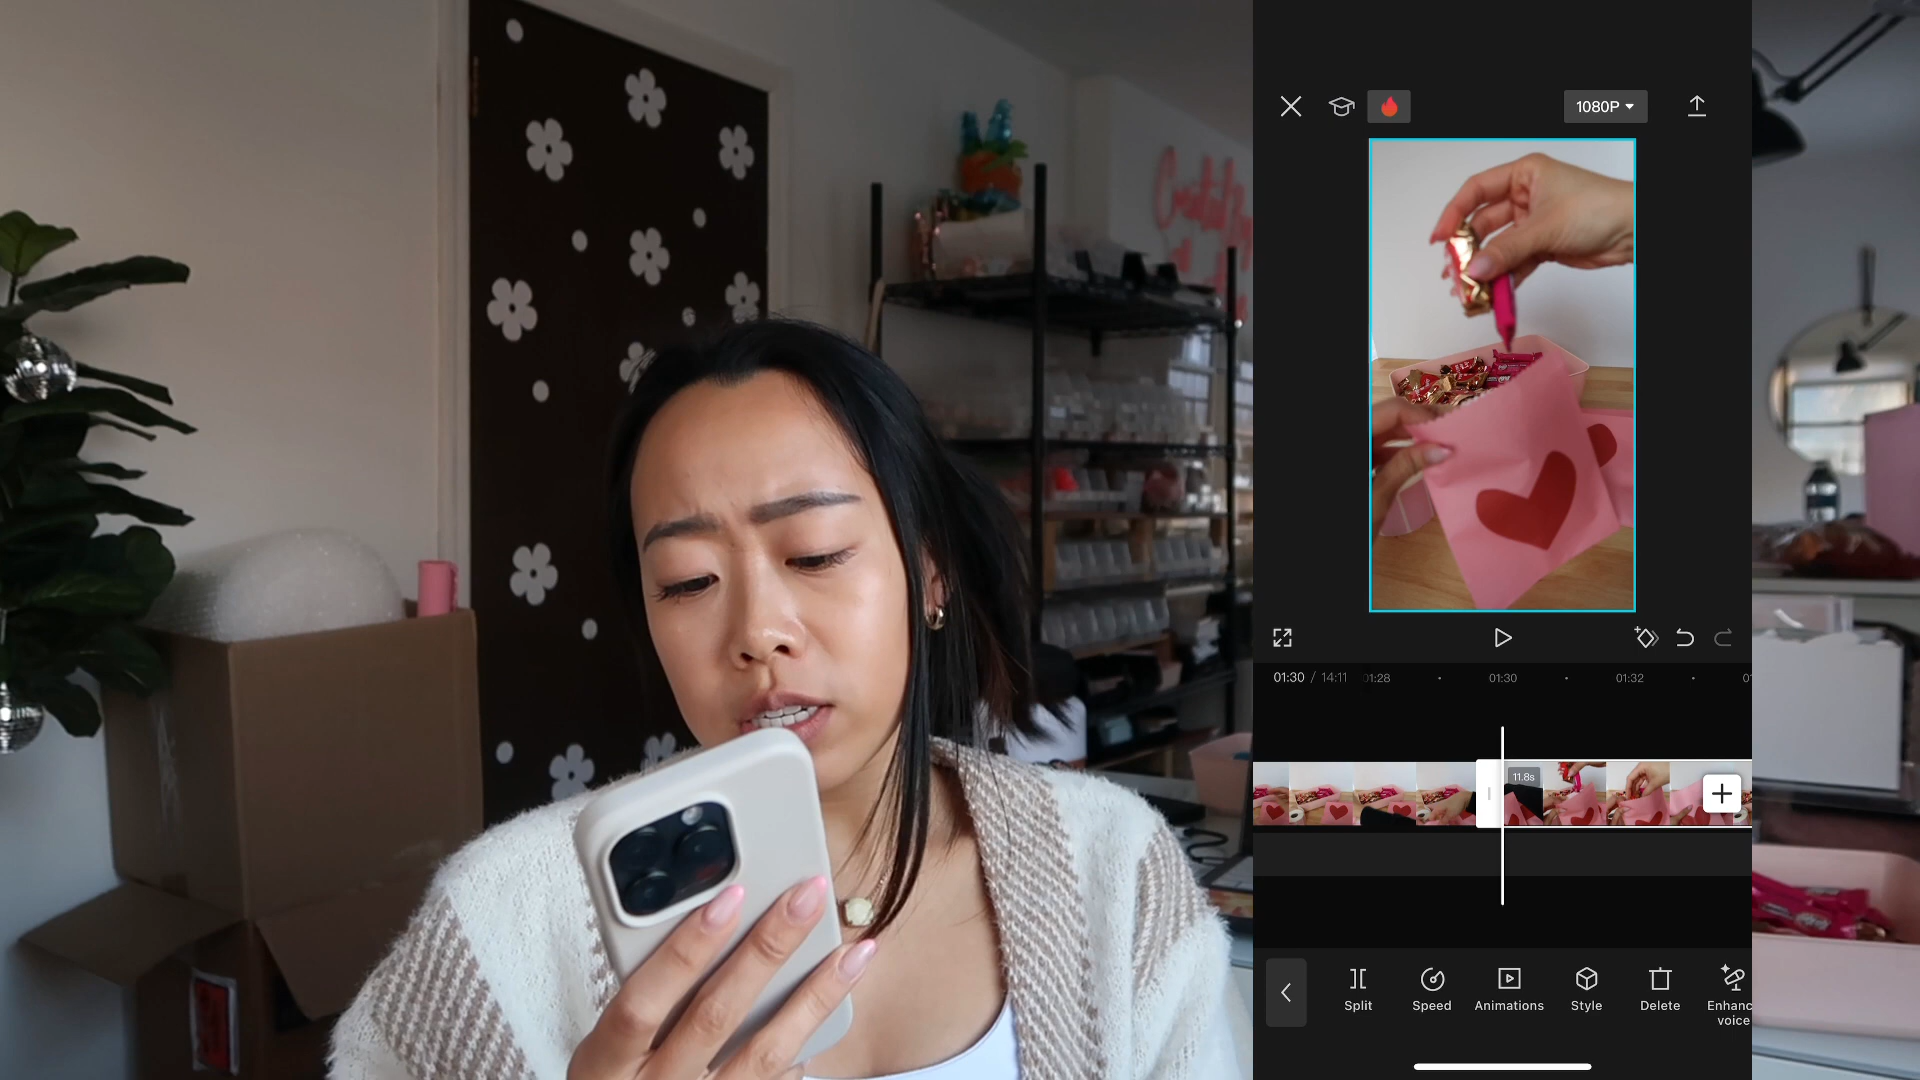 1080P
01:30 / 14:11
01:28
01:30
01:32
11.8s
Split
Speed
Animations
Style
Delete
Enhanc
voice